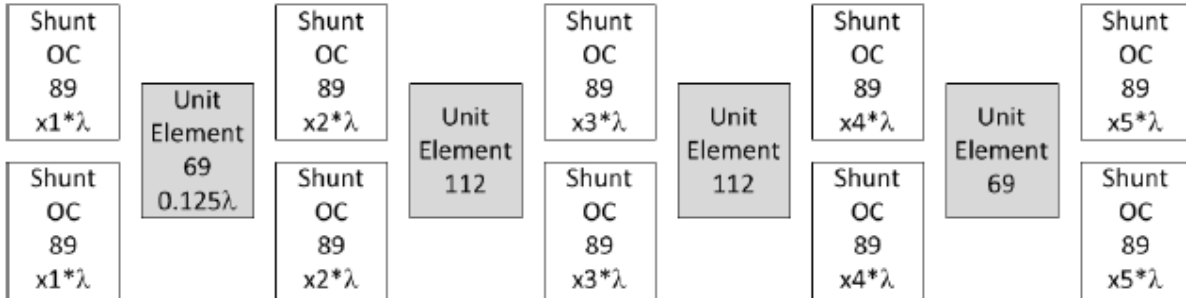 Shunt
OC
89
x1*λ
Shunt
OC
89
x1*λ
Unit
Element
69
0.125λ
Shunt
OC
89
x2*λ
Shunt
OC
89
x2*λ
Unit
Element
112
Shunt
OC
89
x3*λ
Shunt
OC
89
x3*λ
Unit
Element
112
Shunt
OC
89
x4*λ
Shunt
OC
89
x4*λ
Unit
Element
69
Shunt
OC
89
x5*λ
Shunt
OC
89
x5*λ